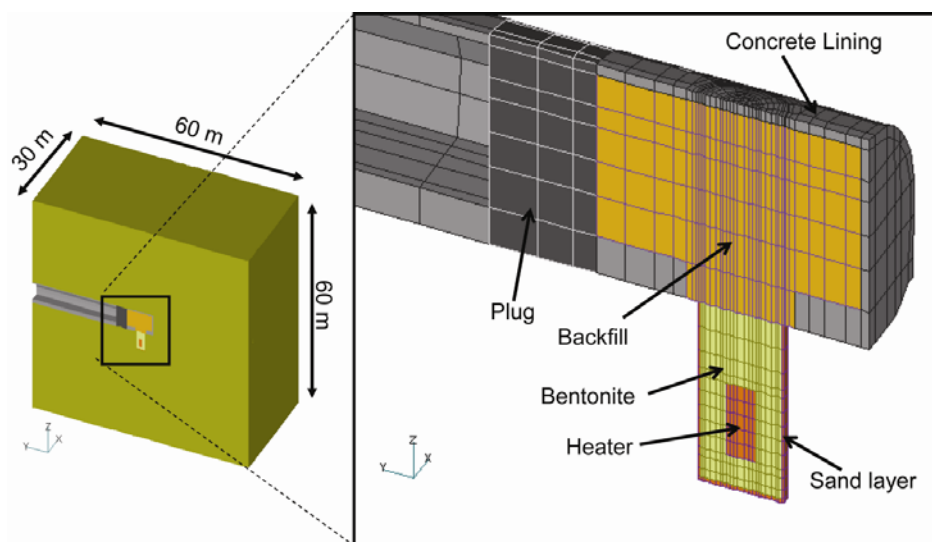 30 m
60 m
60 m
Z
Y
X
Concrete Lining
Plug
Backfill
Bentonite
Heater
Sand layer
Z
Y
X